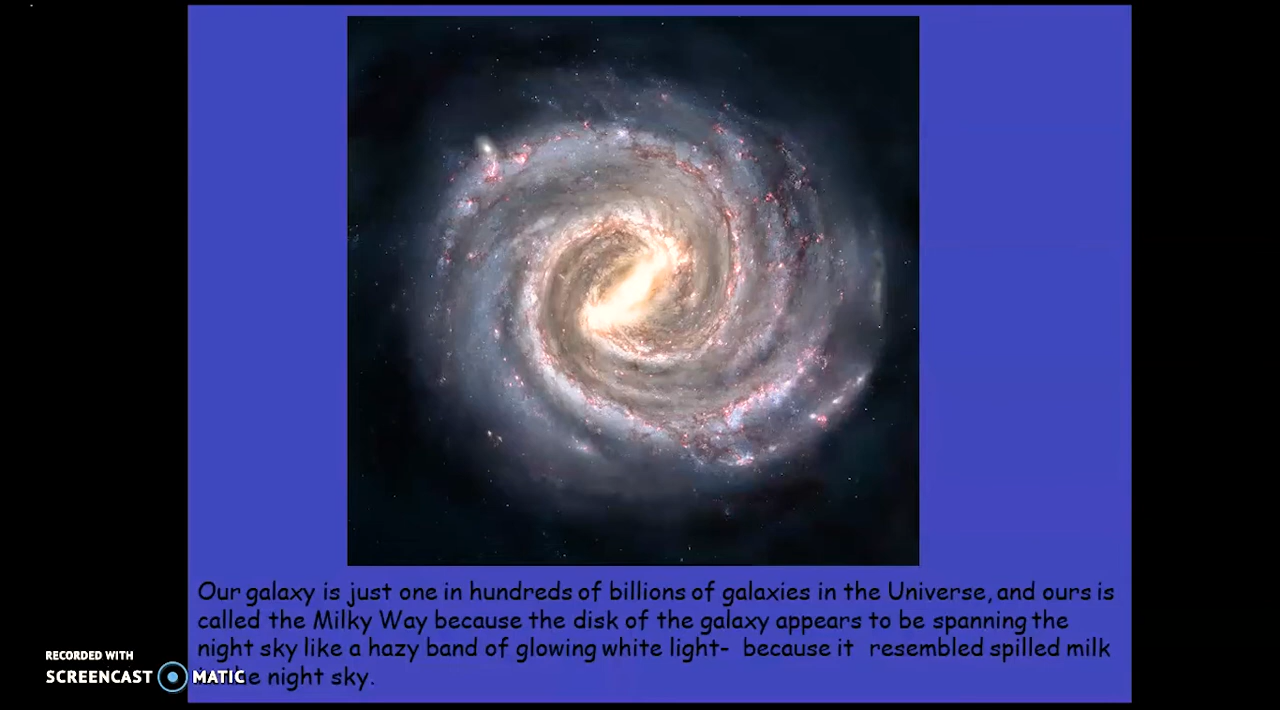 Our galaxy is just one in hundreds of billions of galaxies in the Universe, and ours is
called the Milky Way because the disk of the galaxy appears to be spanning the
night sky like a hazy band of glowing white light- because it resembled spilled milk
night sky.
RECORDED WITH
SCREENCAST MATIC